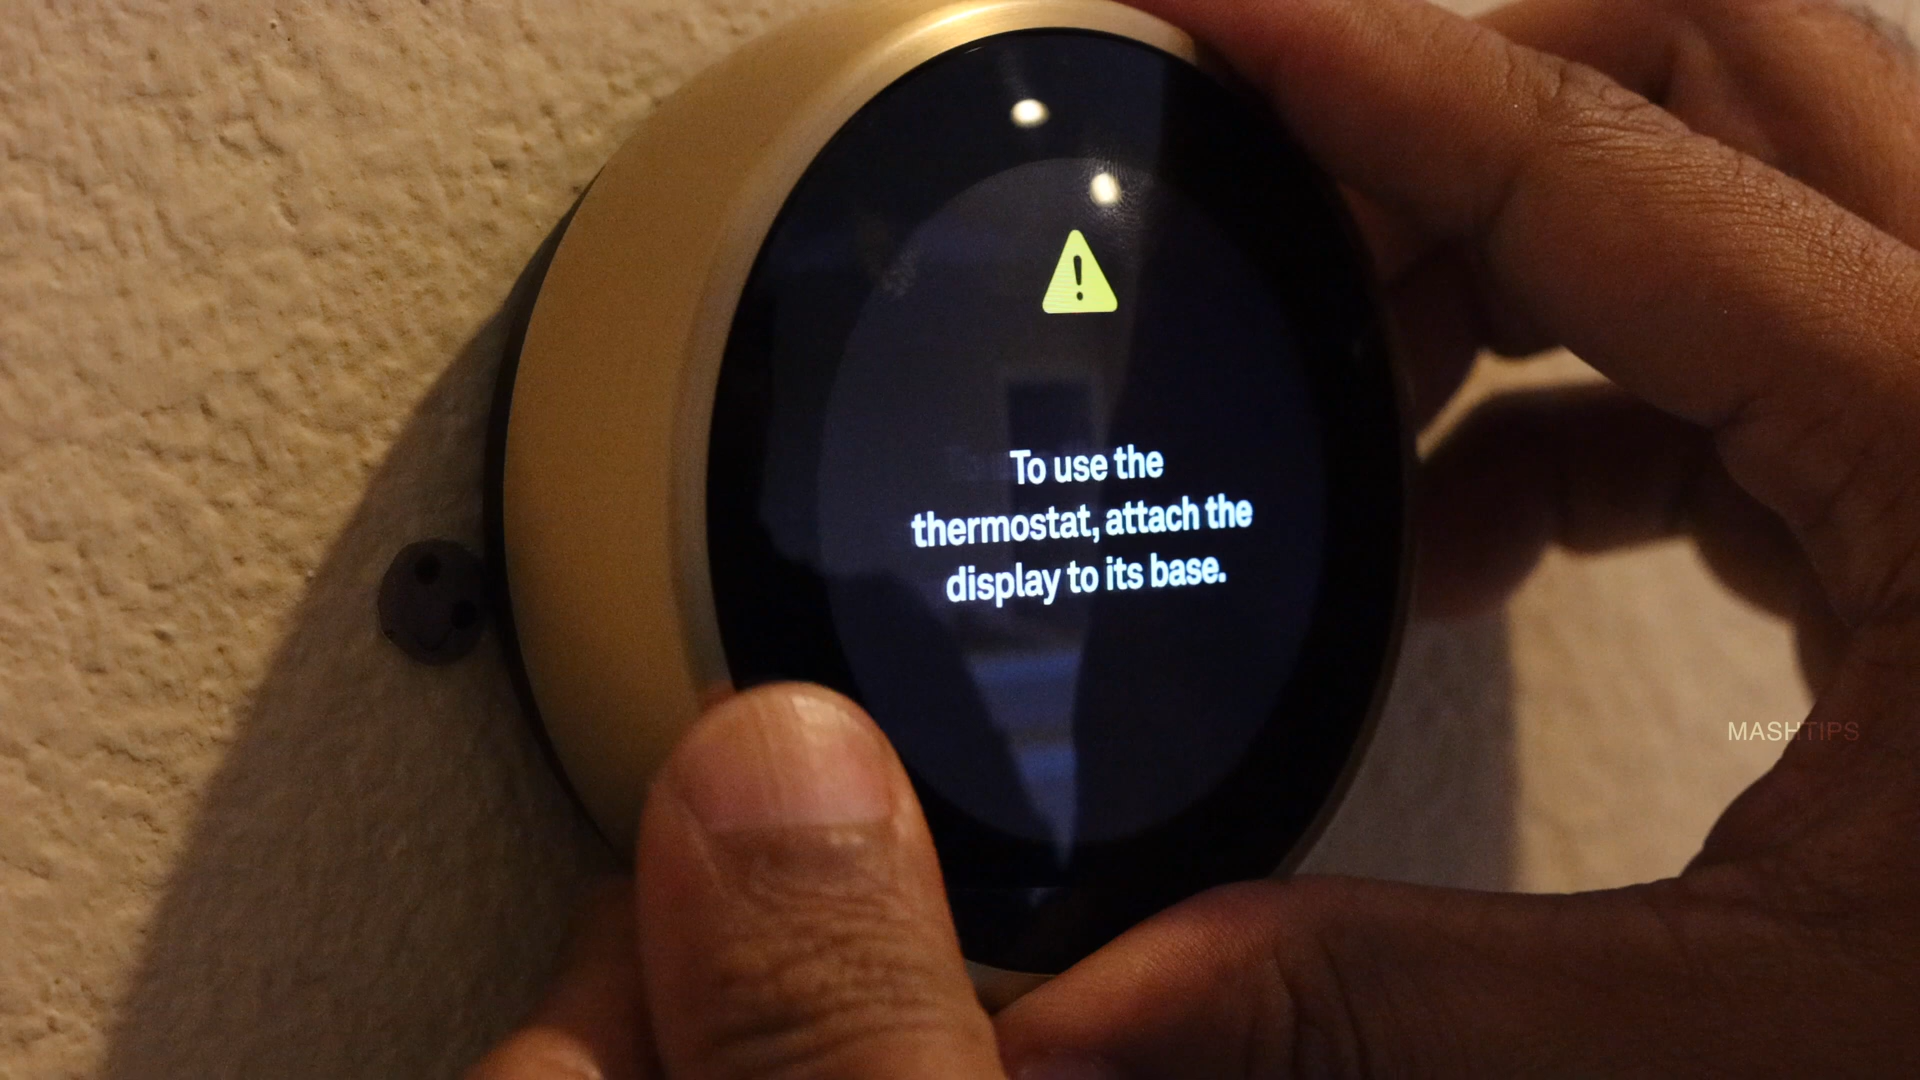 To use the
thermostat, attach the
display to its base.
MASHTIPS